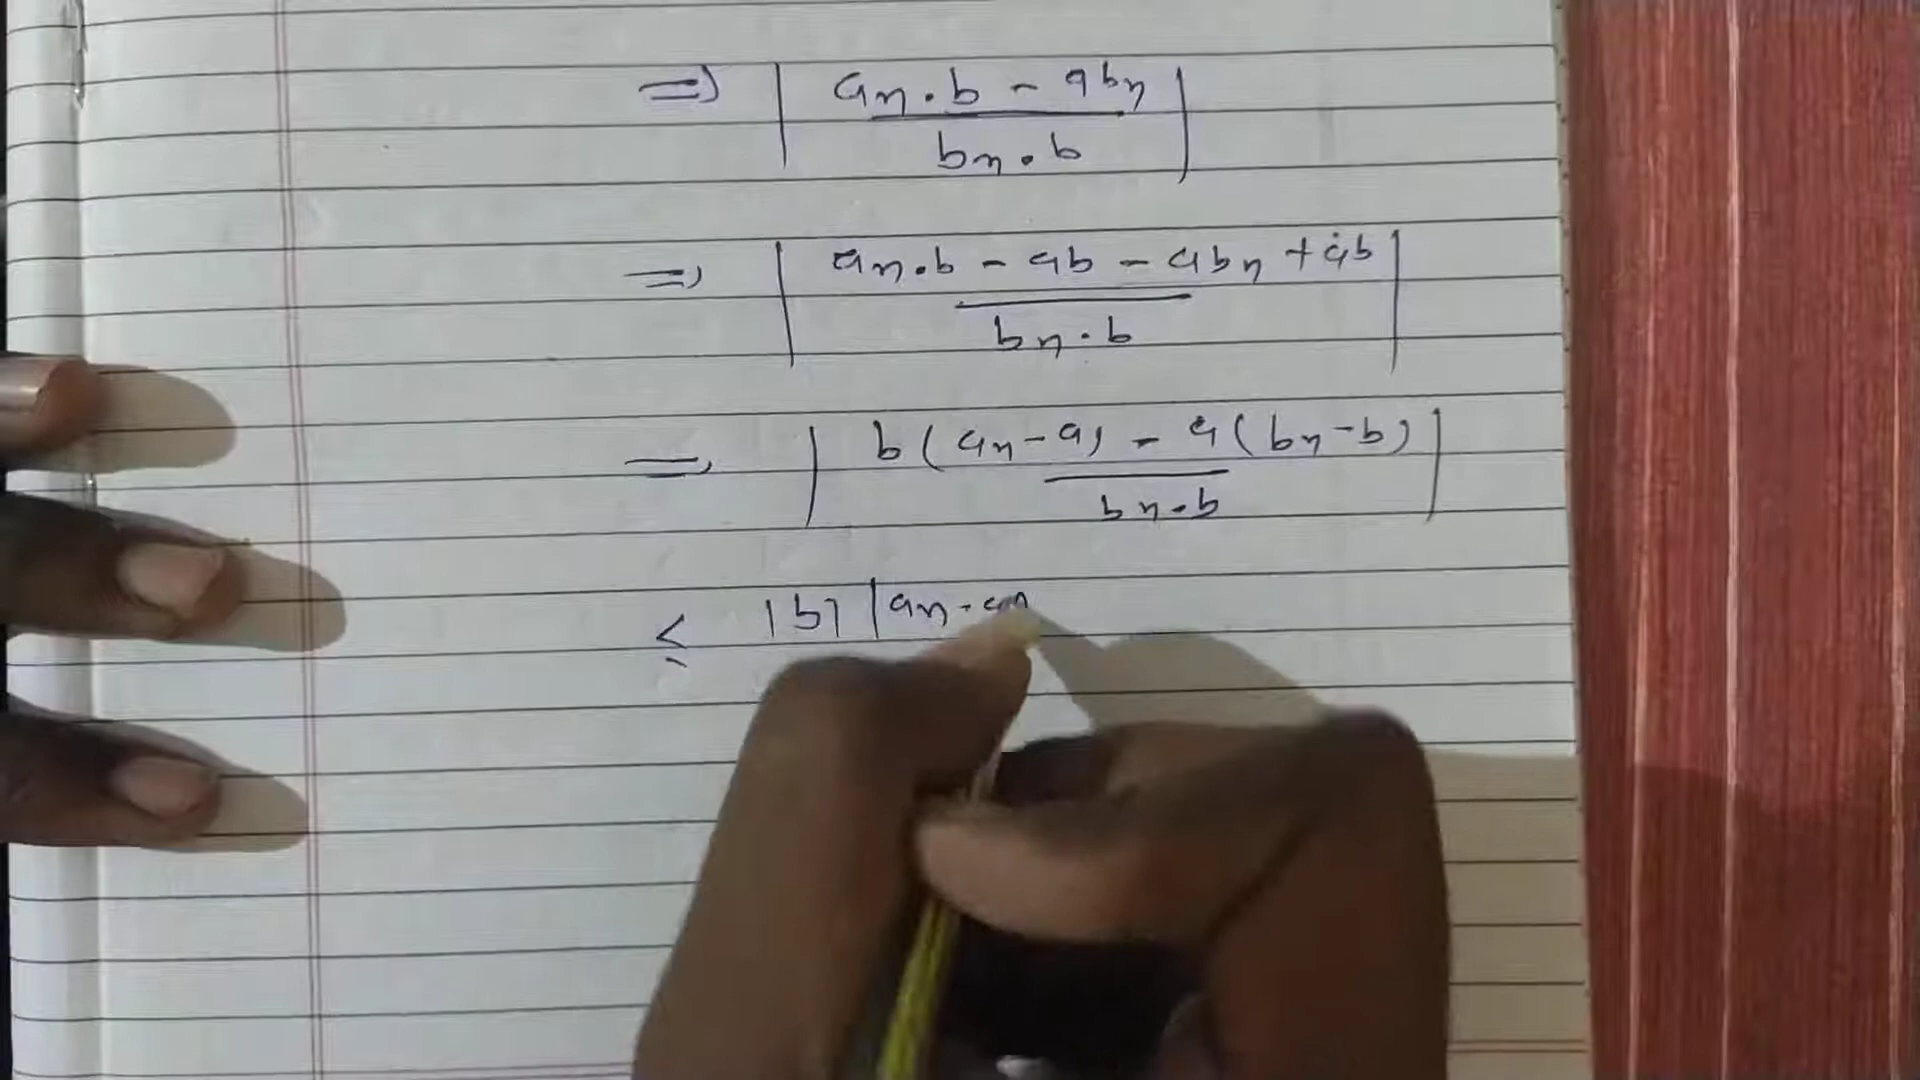 => | an.b - abn |
bn.b
=> | an.b - ab - abn + ab |
bn.b
=> | b(an-a) - a(bn-b) |
bn.b
≤ |b| |an-